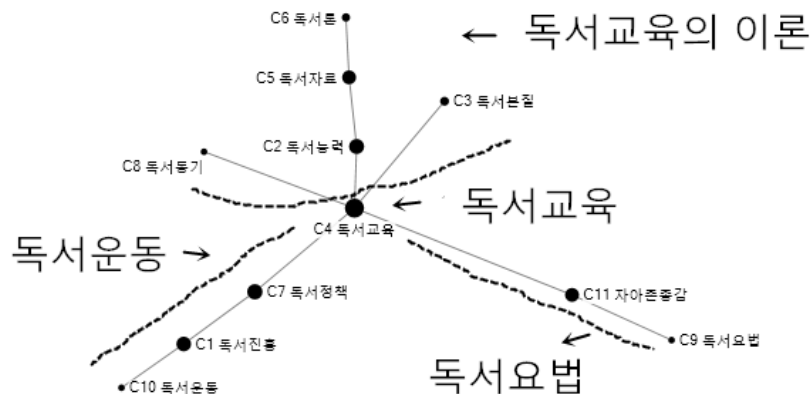 C6 독서론
← 독서교육의 이론
C5 독서자료
C3 독서본질
C2 독서능력
C8 독서동기
← 독서교육
C4 독서교육
독서운동 →
C7 독서정책
C11 자아존중감
C1 독서진흥
C9 독서요법
← 독서요법
C10 독서운동